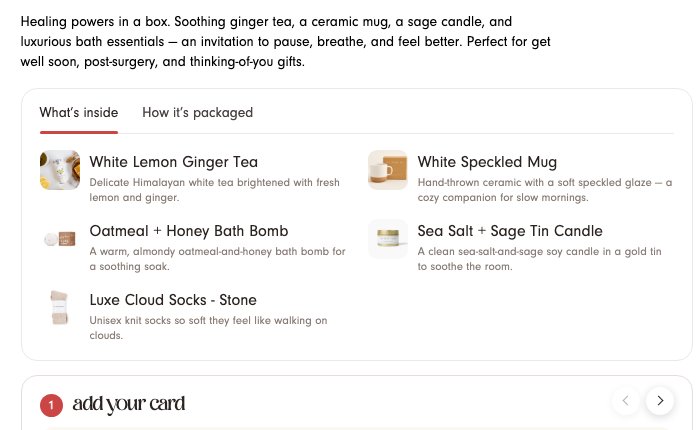 Healing powers in a box. Soothing ginger tea, a ceramic mug, a sage candle, and
luxurious bath essentials — an invitation to pause, breathe, and feel better. Perfect for get
well soon, post-surgery, and thinking-of-you gifts.
What's inside
How it's packaged
White Lemon Ginger Tea
Delicate Himalayan white tea brightened with fresh
lemon and ginger.
White Speckled Mug
Hand-thrown ceramic with a soft speckled glaze — a
cozy companion for slow mornings.
Oatmeal + Honey Bath Bomb
A warm, almondy oatmeal-and-honey bath bomb for
a soothing soak.
Sea Salt + Sage Tin Candle
A clean sea-salt-and-sage soy candle in a gold tin
to soothe the room.
Luxe Cloud Socks - Stone
Unisex knit socks so soft they feel like walking on
clouds.
1
add your card